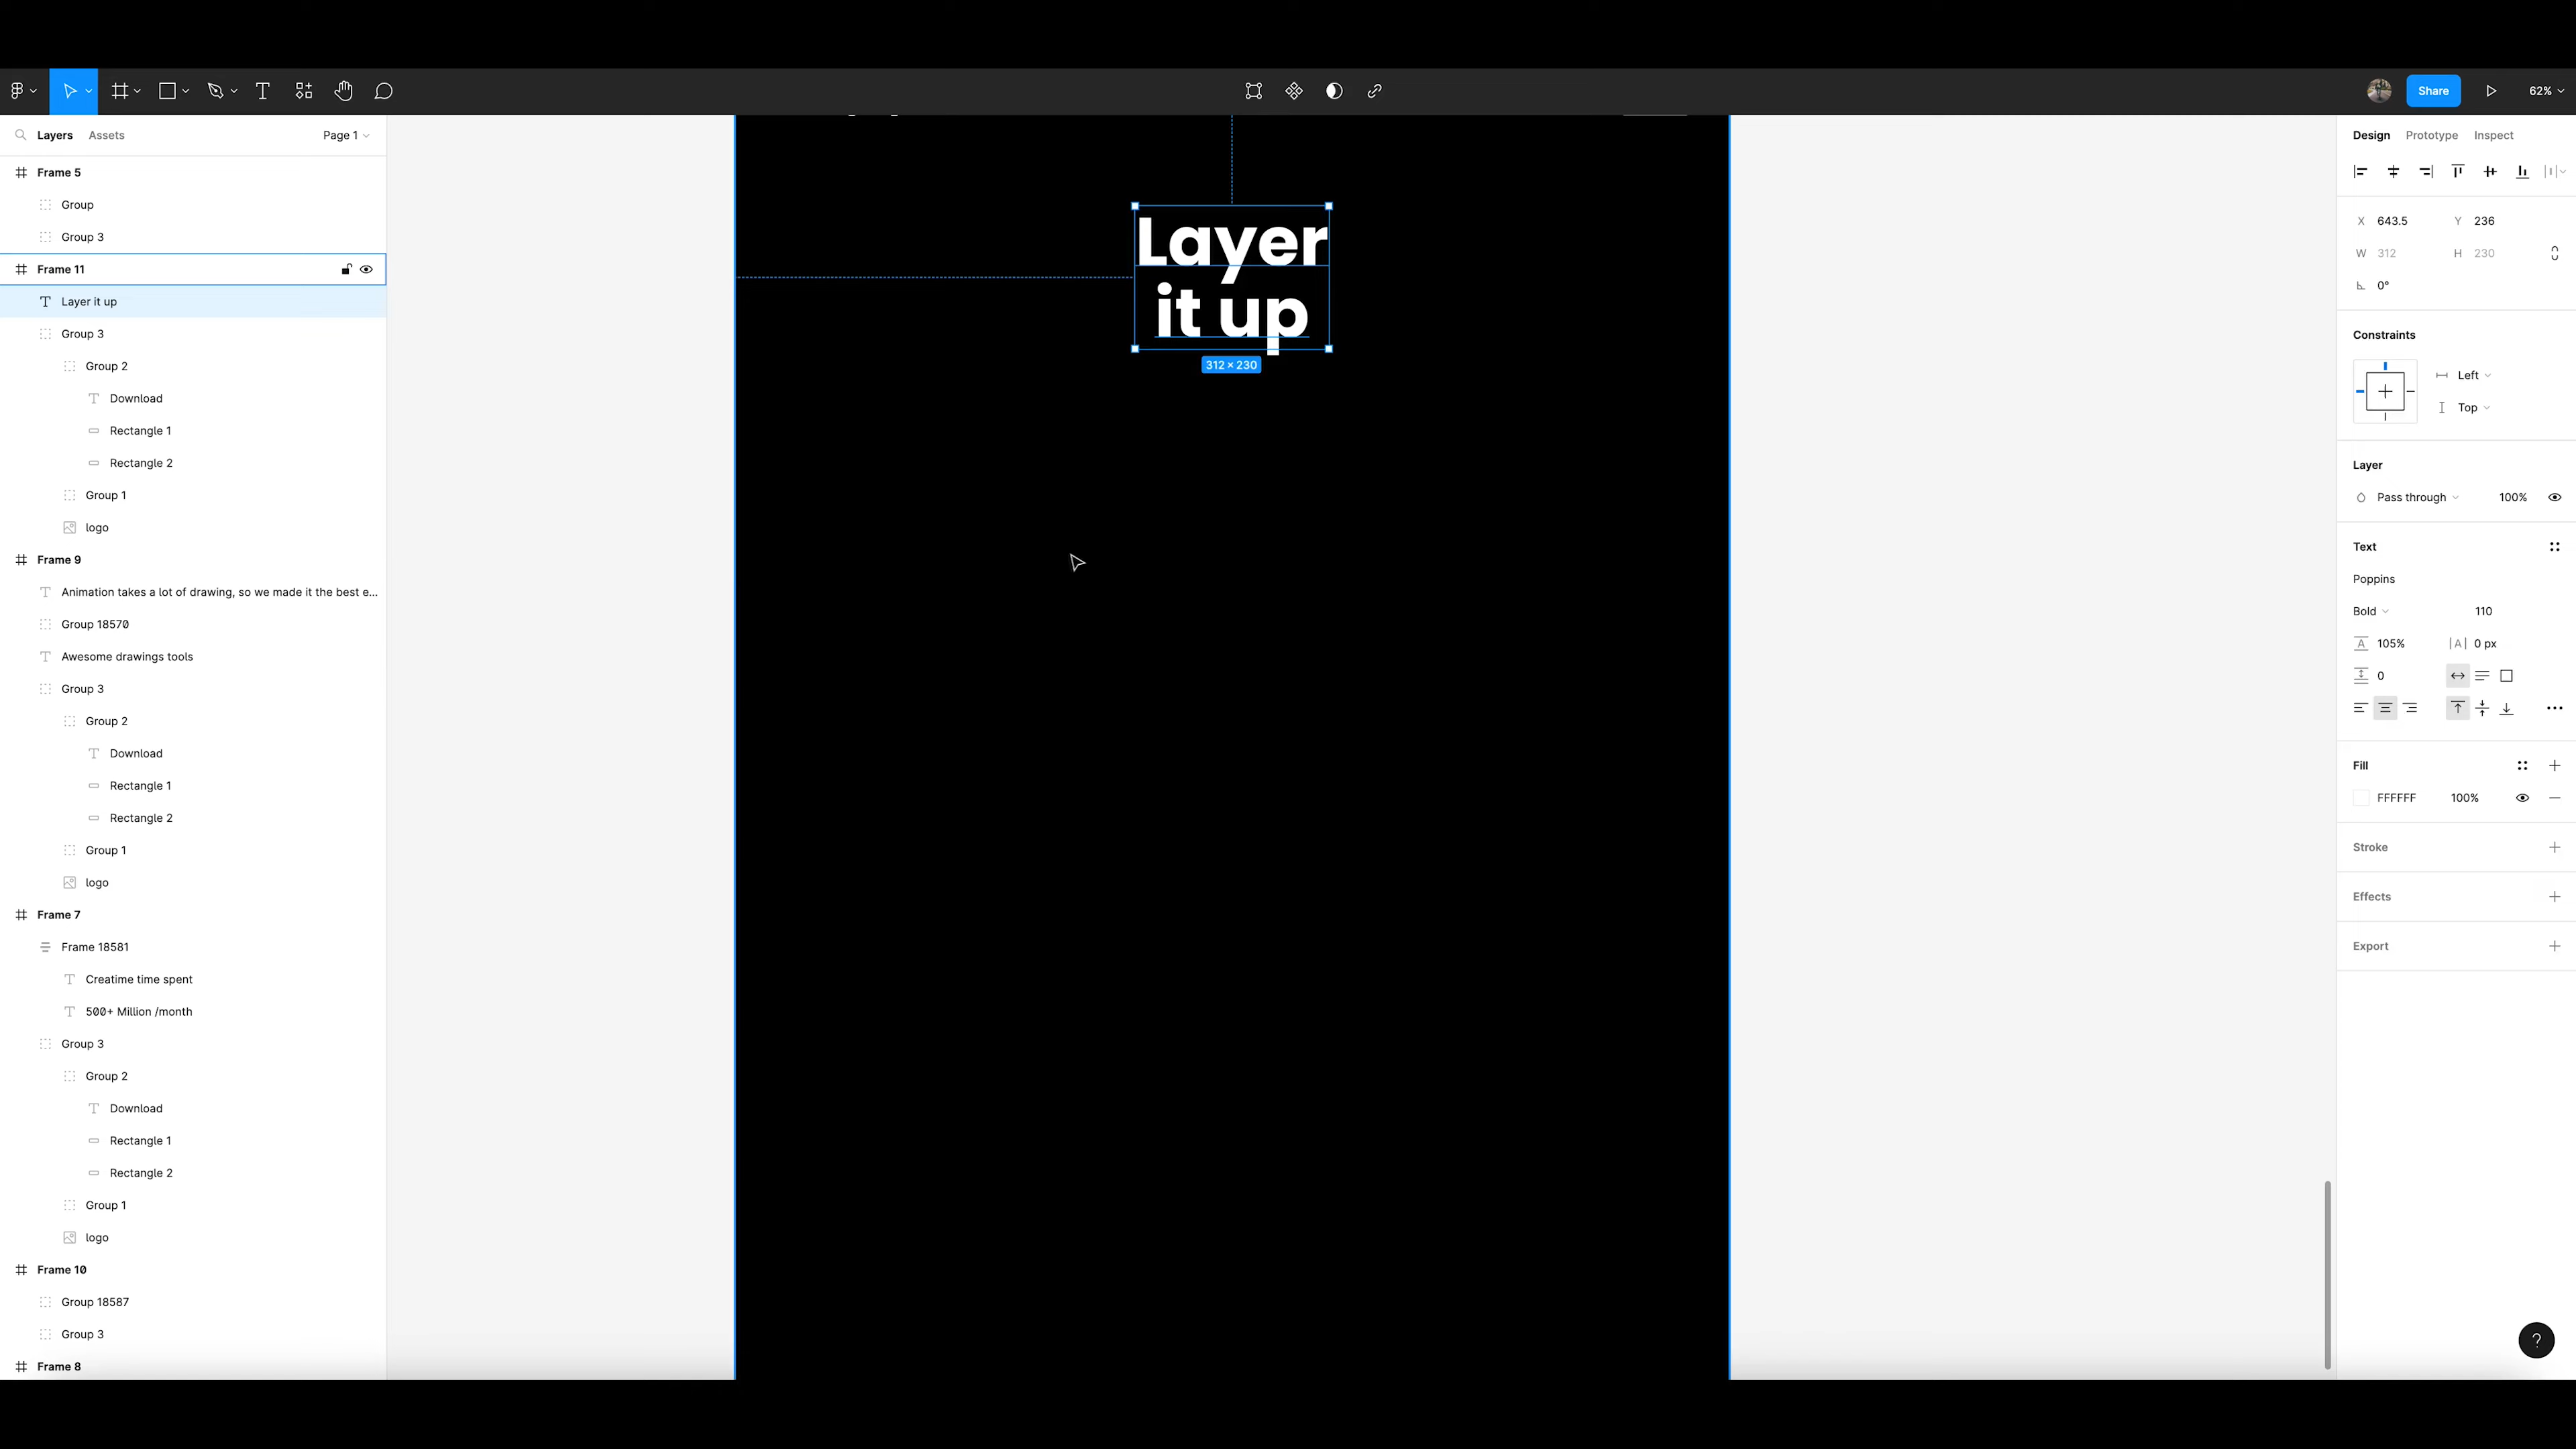 Share
62%
Layers
Assets
Page 1
Frame 5
Group
Group 3
Frame 11
Layer it up
Group 3
Group 2
Download
Rectangle 1
Rectangle 2
Group 1
logo
Frame 9
Animation takes a lot of drawing, so we made it the best e...
Group 18570
Awesome drawings tools
Group 3
Group 2
Download
Rectangle 1
Rectangle 2
Group 1
logo
Frame 7
Frame 18581
Creatime time spent
500+ Million /month
Group 3
Group 2
Download
Rectangle 1
Rectangle 2
Group 1
logo
Frame 10
Group 18587
Group 3
Frame 8
Layer
it up
312 × 230
Design
Prototype
Inspect
X 643.5
Y 236
W 312
H 230
0°
Constraints
Left
Top
Layer
Pass through
100%
Text
Poppins
Bold
110
105%
0 px
0
Fill
FFFFFF
100%
Stroke
Effects
Export
?